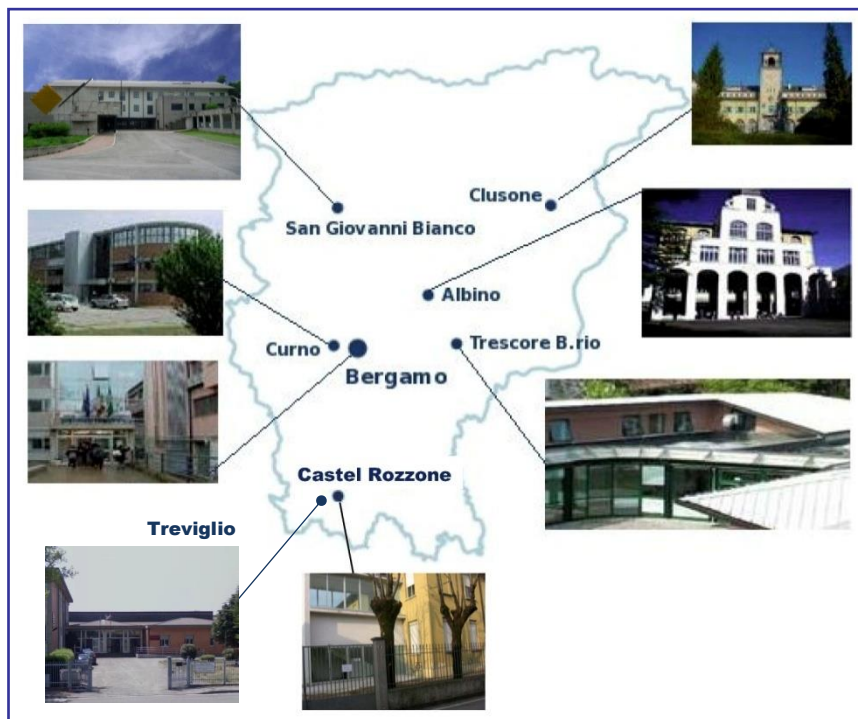 Clusone
San Giovanni Bianco
Albino
Curno
Trescore B.rio
Bergamo
Castel Rozzone
Treviglio